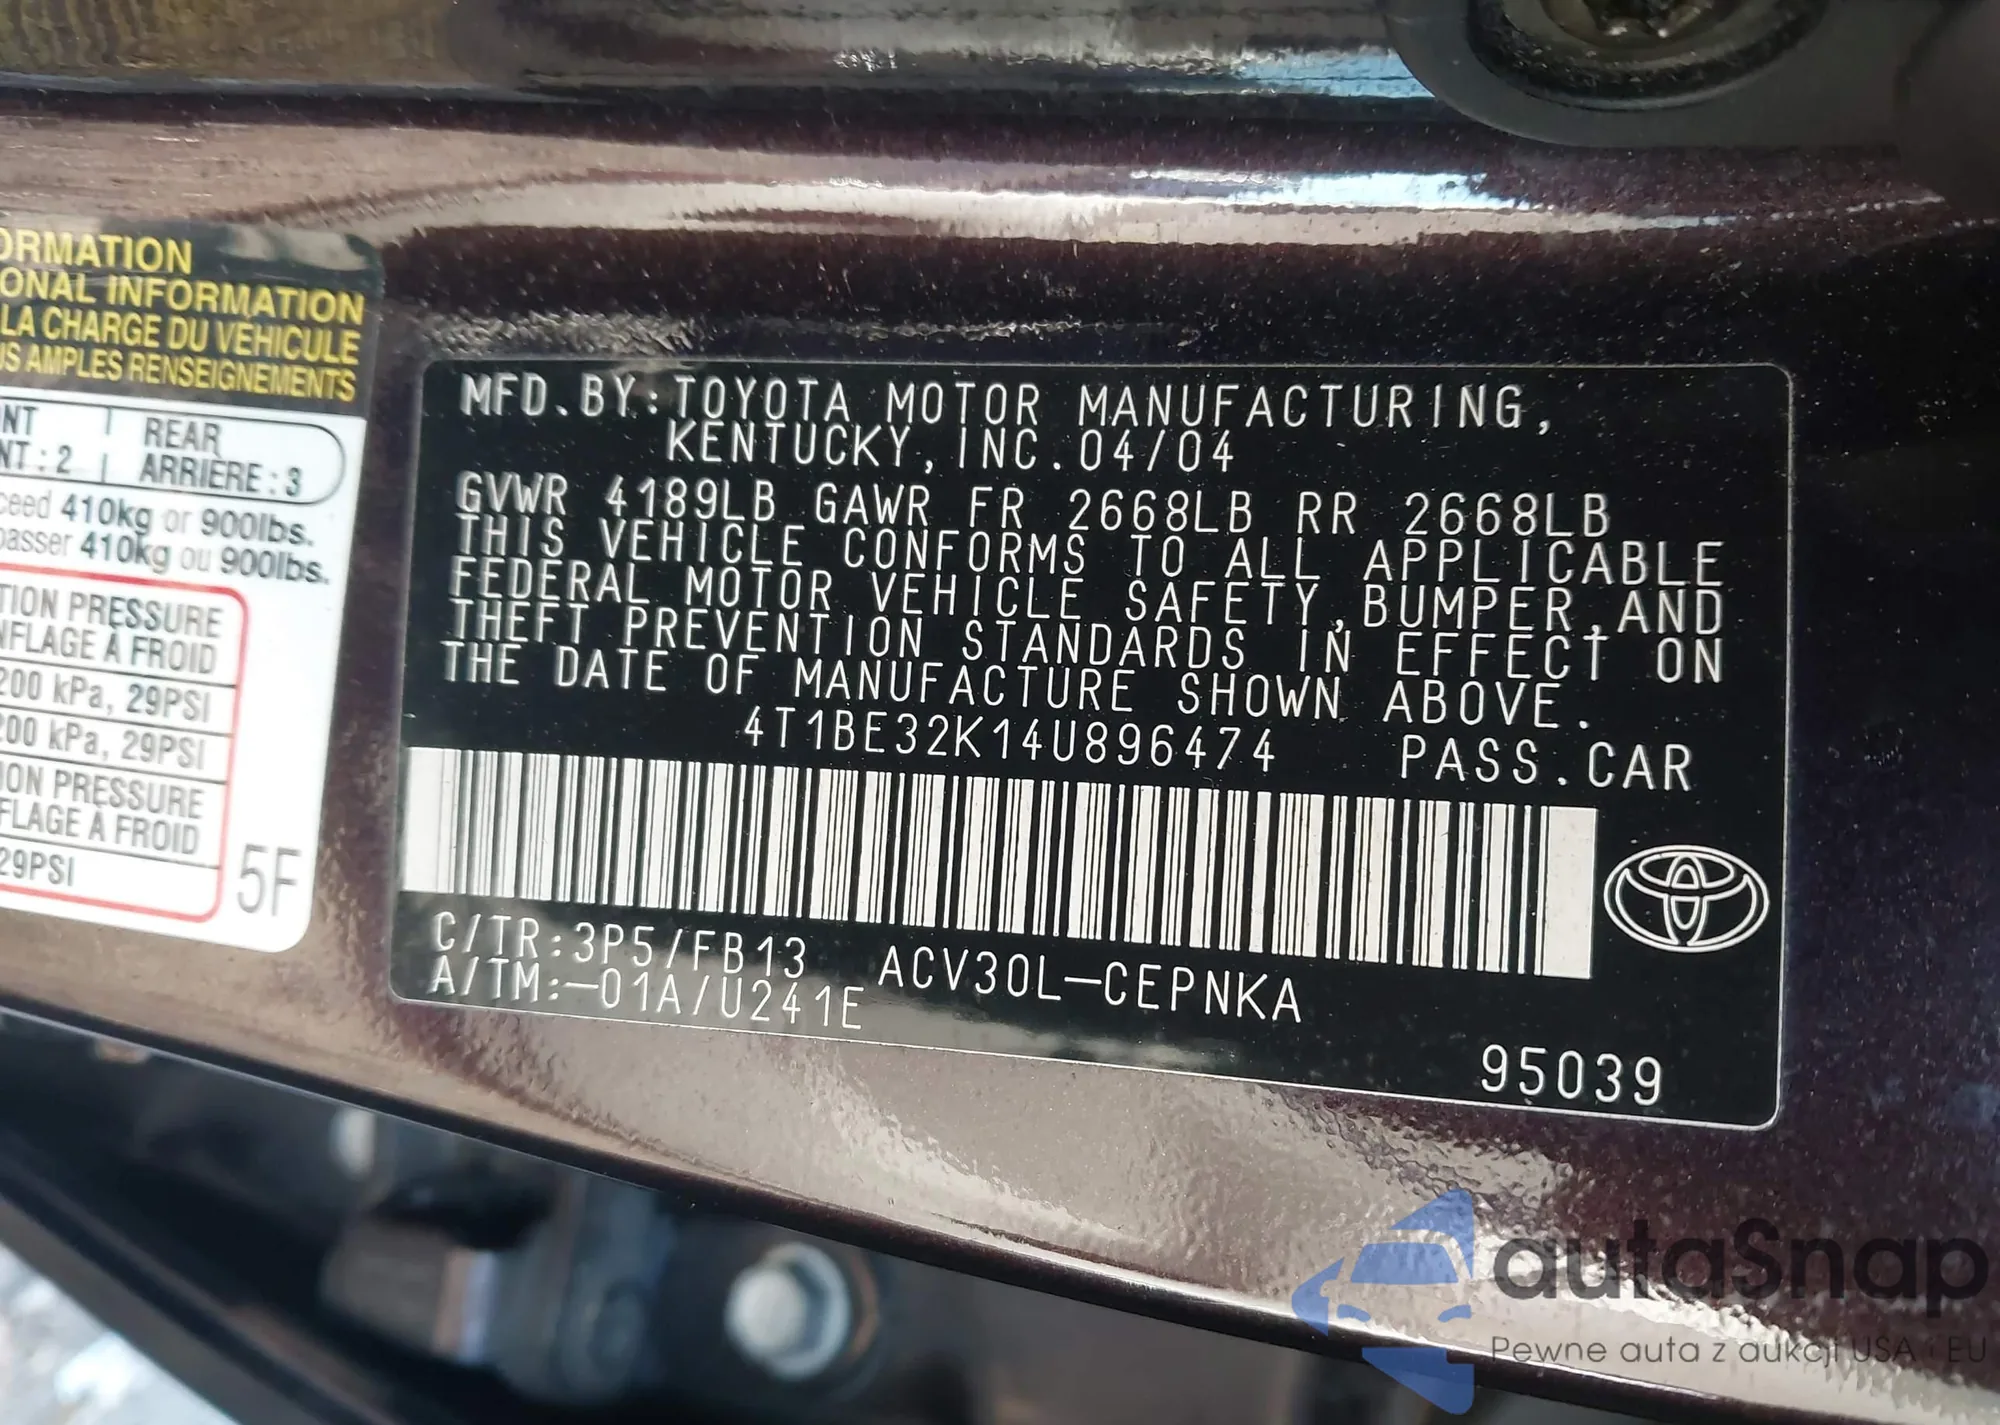 ORMATION
ONAL INFORMATION
LA CHARGE DU VÉHICULE
US AMPLES RENSEIGNEMENTS
NT REAR
NT : 2 ARRIÈRE : 3
ceed 410kg or 900lbs.
passer 410kg ou 900lbs.
TION PRESSURE
NFLAGE À FROID
200 kPa, 29PSI
200 kPa, 29PSI
ION PRESSURE
FLAGE À FROID
29PSI
5F
MFD.BY:TOYOTA MOTOR MANUFACTURING,
KENTUCKY,INC.04/04
GVWR 4189LB GAWR FR 2668LB RR 2668LB
THIS VEHICLE CONFORMS TO ALL APPLICABLE
FEDERAL MOTOR VEHICLE SAFETY,BUMPER,AND
THEFT PREVENTION STANDARDS IN EFFECT ON
THE DATE OF MANUFACTURE SHOWN ABOVE.
4T1BE32K14U896474 PASS.CAR
C/TR:3P5/FB13 ACV30L-CEPNKA
A/TM:-01A/U241E
95039
autaSnap
Pewne auta z aukcji USA i EU